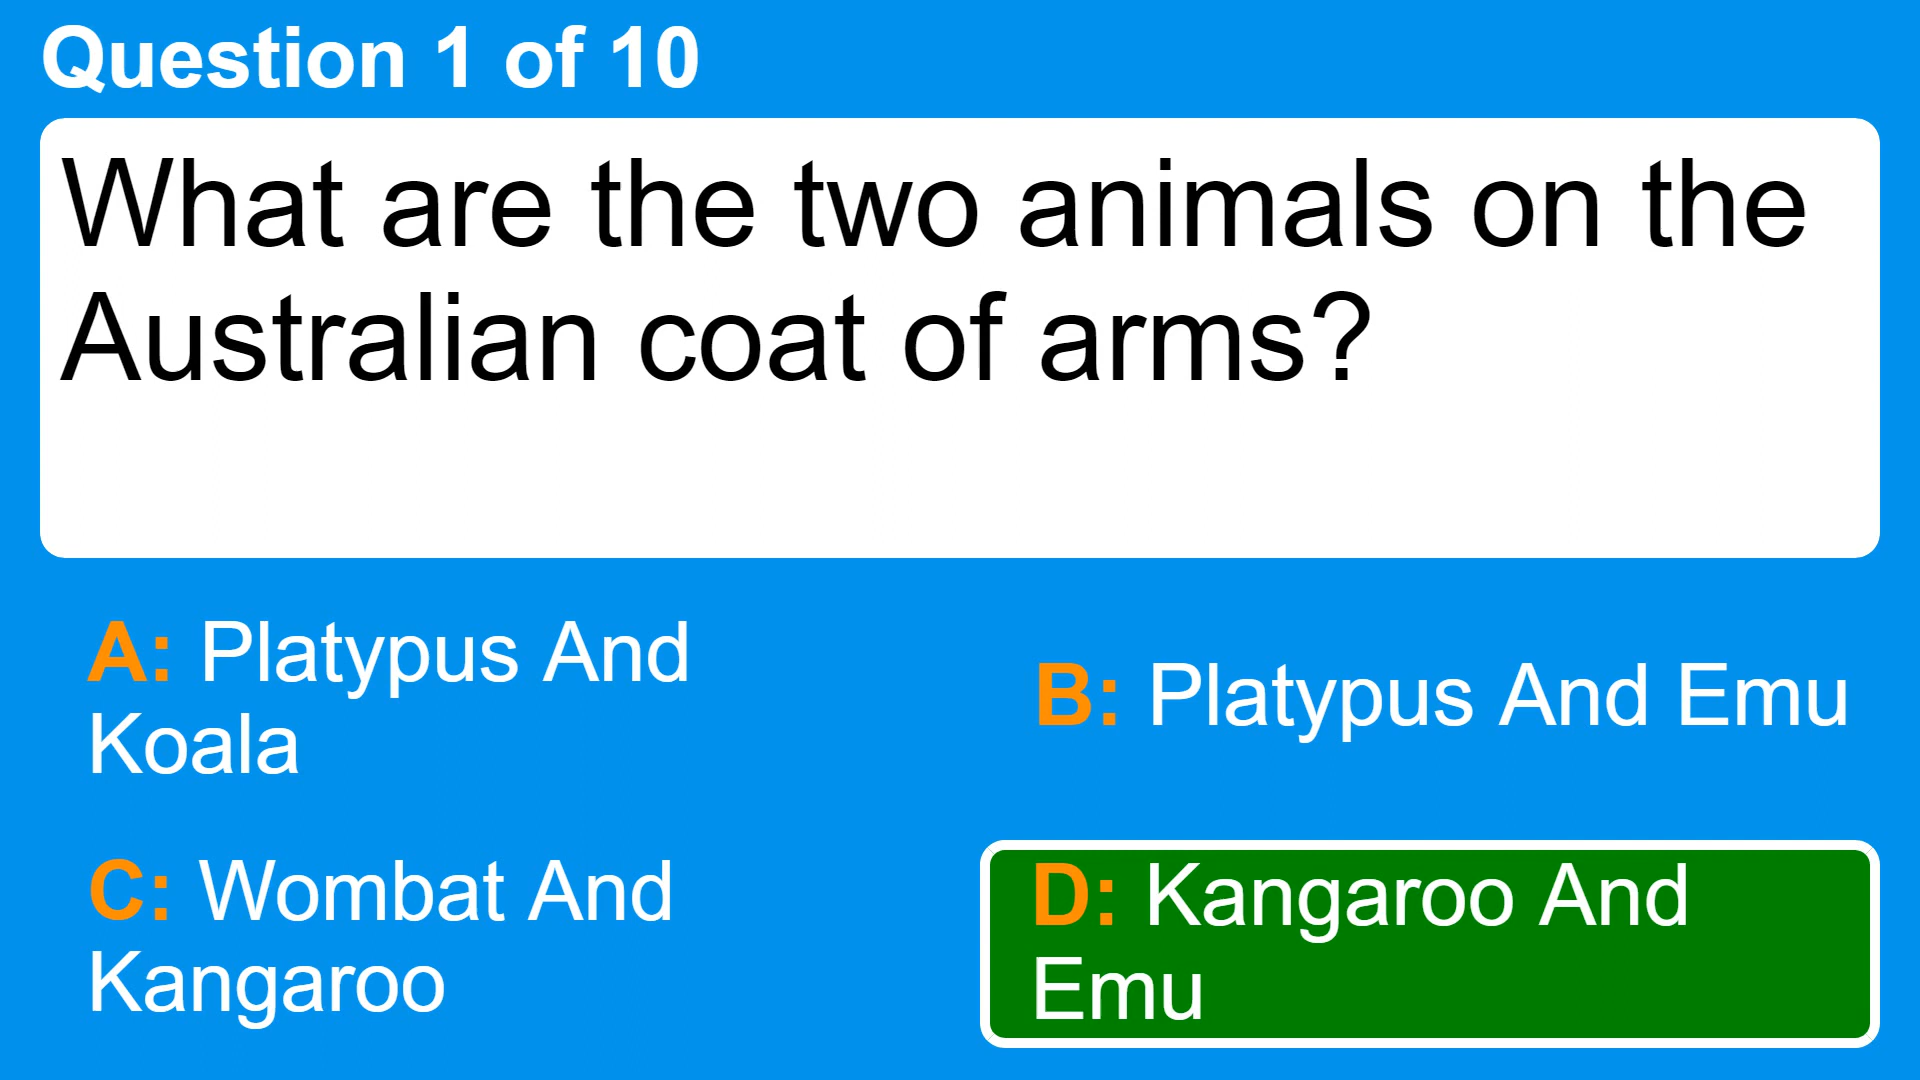 Question 1 of 10
What are the two animals on the
Australian coat of arms?
A: Platypus And
Koala
B: Platypus And Emu
C: Wombat And
Kangaroo
D: Kangaroo And
Emu